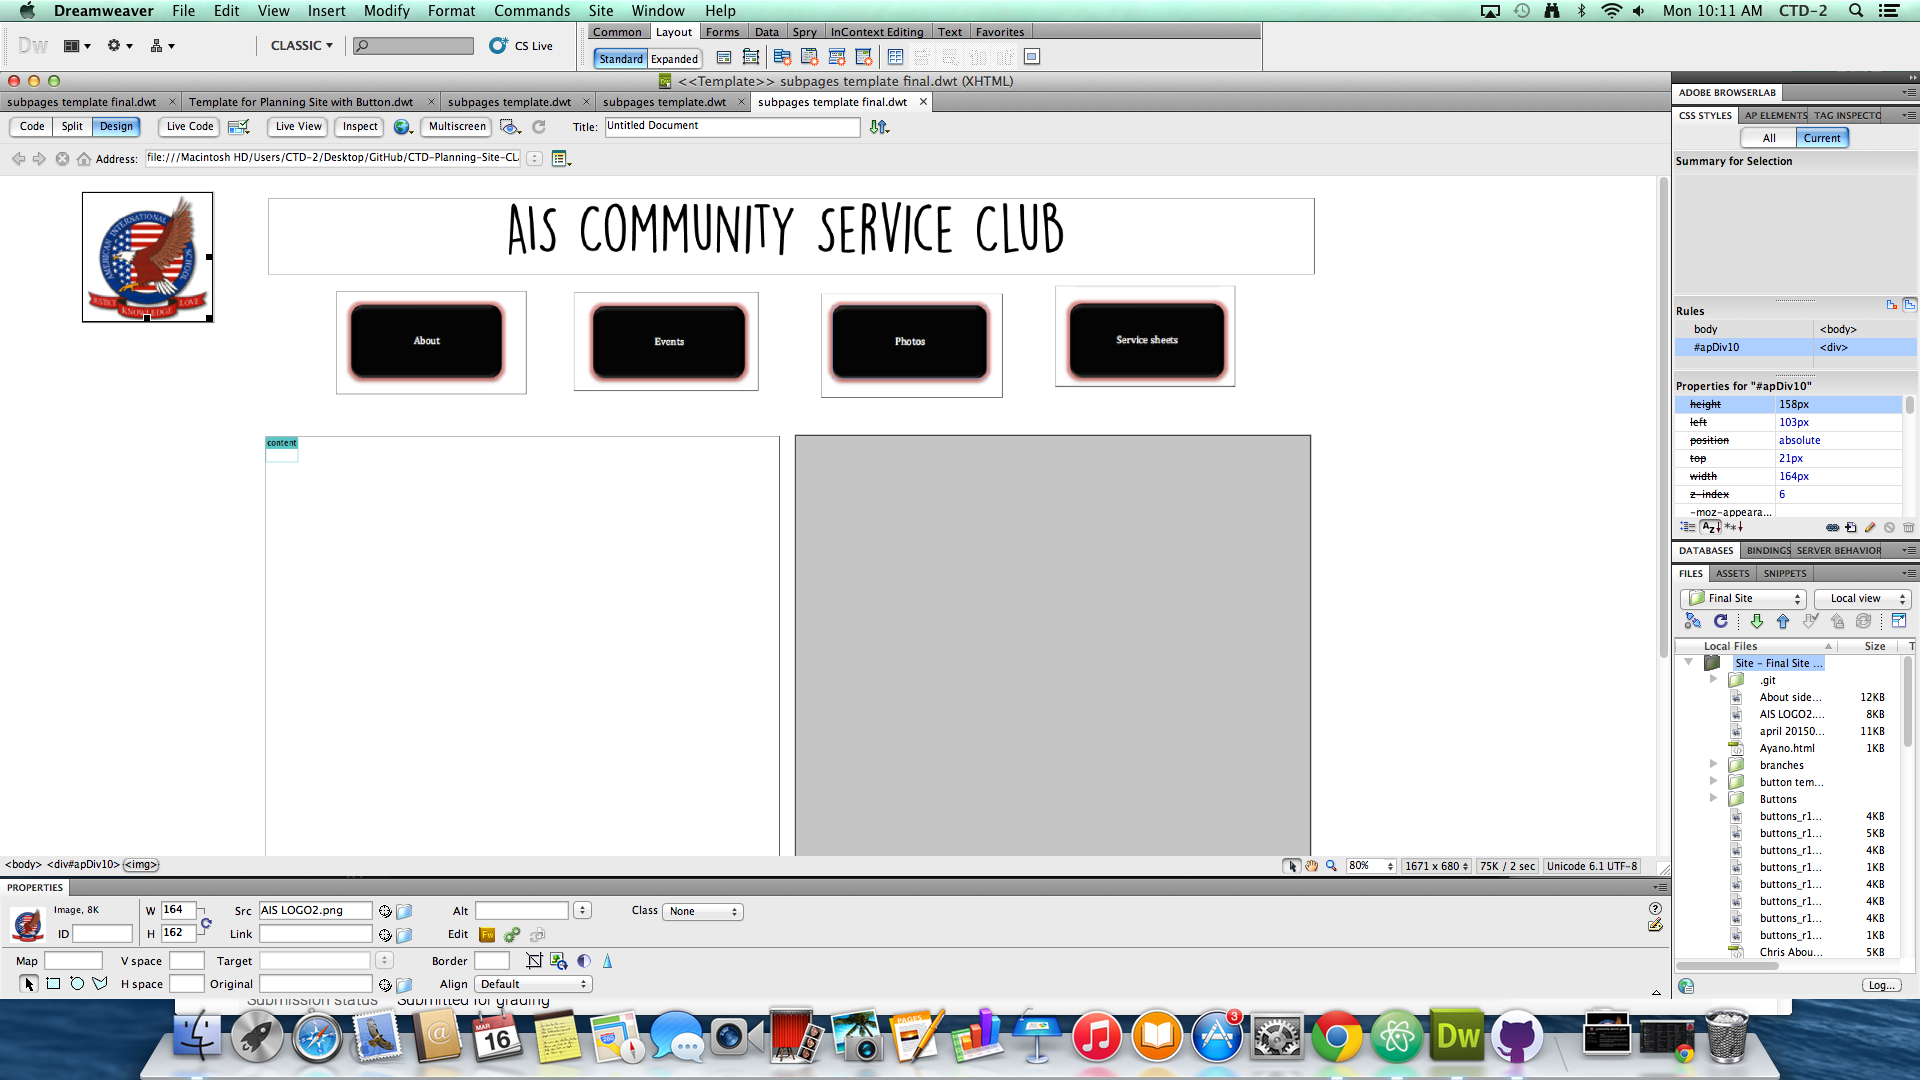 Dreamweaver File Edit View Insert Modify Format Commands Site Window Help Mon 10:11 AM CTD-2
Dw CLASSIC CS Live
Common Layout Forms Data Spry InContext Editing Text Favorites
Standard Expanded
<<Template>> subpages template final.dwt (XHTML)
subpages template final.dwt Template for Planning Site with Button.dwt subpages template.dwt subpages template.dwt subpages template final.dwt
Code Split Design Live Code Live View Inspect Multiscreen Title: Untitled Document
Address: file:///Macintosh HD/Users/CTD-2/Desktop/GitHub/CTD-Planning-Site-CL
AMERICAN INTERNATIONAL SCHOOL
JUSTICE LOVE
KNOWLEDGE
AIS COMMUNITY SERVICE CLUB
About Events Photos Service sheets
content
<body> <div#apDiv10> <img> 80% 1671 x 680 75K / 2 sec Unicode 6.1 UTF-8
PROPERTIES
Image, 8K W 164 Src AIS LOGO2.png Alt Class None
ID H 162 Link Edit Fw
Map V space Target Border
H space Original Align Default
Submission status Submitted for grading
ADOBE BROWSERLAB
CSS STYLES AP ELEMENTS TAG INSPECTO
All Current
Summary for Selection
Rules
body <body>
#apDiv10 <div>
Properties for "#apDiv10"
height 158px
left 103px
position absolute
top 21px
width 164px
z-index 6
-moz-appeara...
DATABASES BINDINGS SERVER BEHAVIOR
FILES ASSETS SNIPPETS
Final Site Local view
Local Files Size T
Site - Final Site ...
.git
About side... 12KB
AIS LOGO2.... 8KB
april 20150... 11KB
Ayano.html 1KB
branches
button tem...
Buttons
buttons_r1... 4KB
buttons_r1... 5KB
buttons_r1... 4KB
buttons_r1... 1KB
buttons_r1... 4KB
buttons_r1... 4KB
buttons_r1... 4KB
buttons_r1... 1KB
Chris Abou... 5KB
Log...
MAR
16
280
PAGES
3
Dw